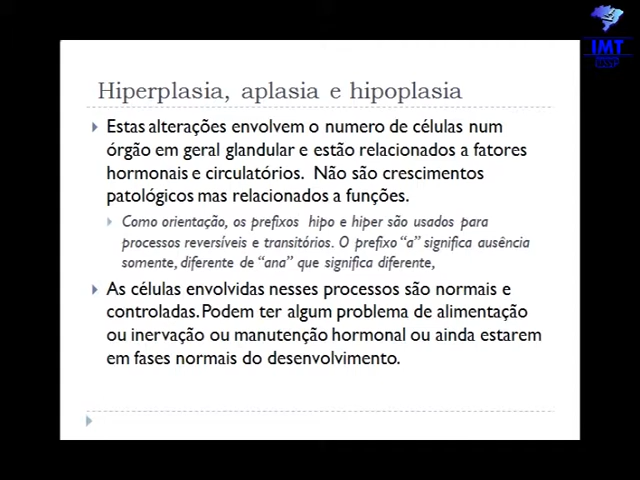 IMT
Hiperplasia, aplasia e hipoplasia
Estas alterações envolvem o numero de células num
órgão em geral glandular e estão relacionados a fatores
hormonais e circulatórios. Não são crescimentos
patológicos mas relacionados a funções.
Como orientação, os prefixos hipo e hiper são usados para
processos reversíveis e transitórios. O prefixo “a” significa ausência
somente, diferente de “ana” que significa diferente,
As células envolvidas nesses processos são normais e
controladas. Podem ter algum problema de alimentação
ou inervação ou manutenção hormonal ou ainda estarem
em fases normais do desenvolvimento.